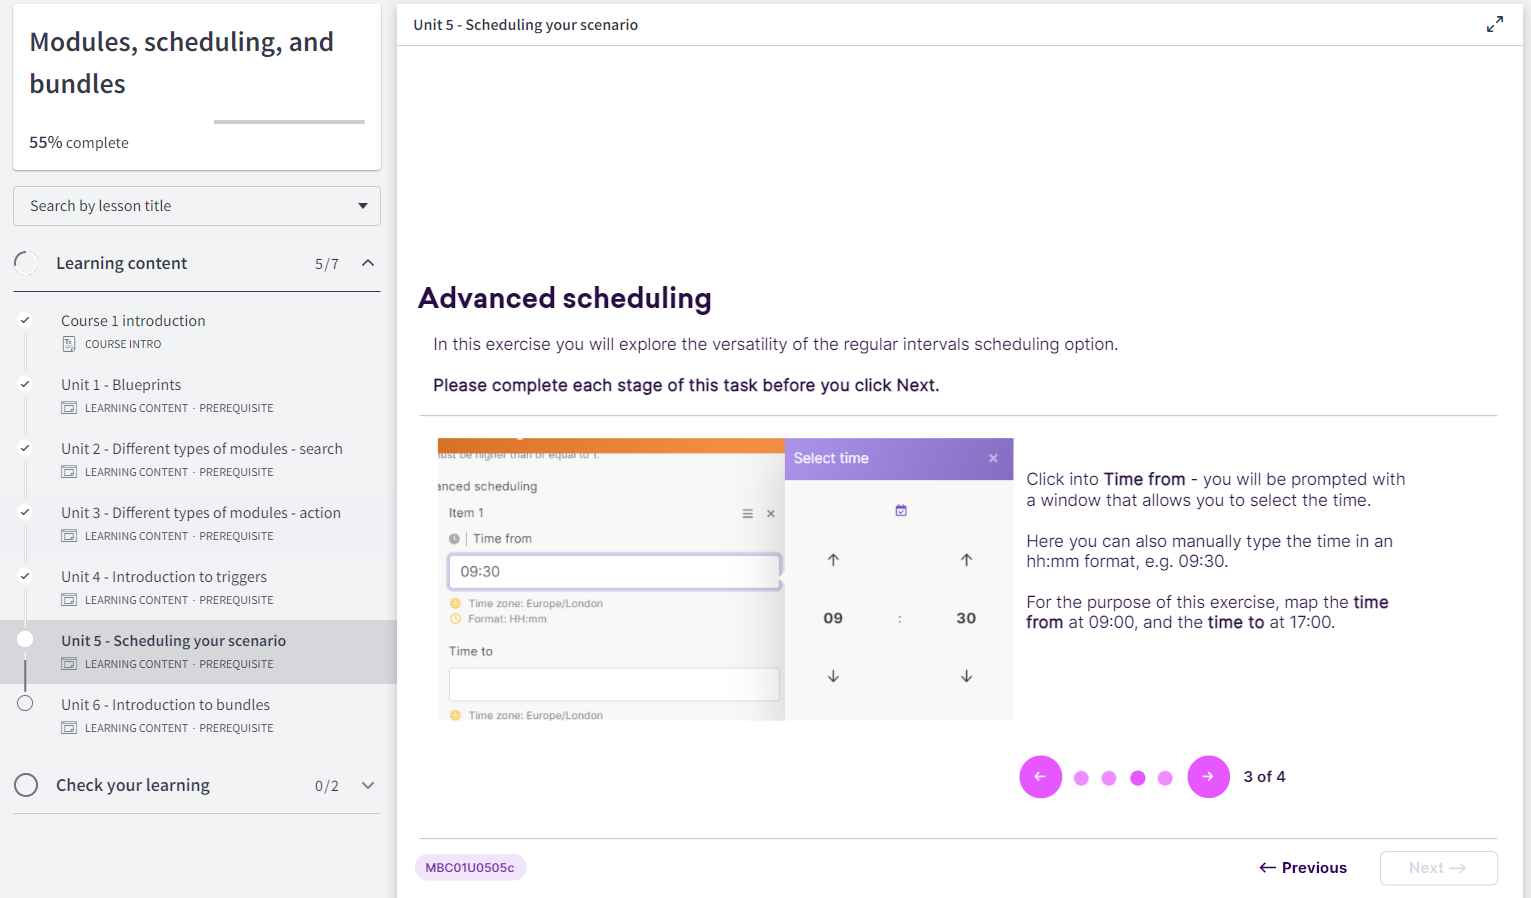 Modules, scheduling, and
bundles
55% complete
Search by lesson title
Learning content
5/7
Course 1 introduction
COURSE INTRO
Unit 1 - Blueprints
LEARNING CONTENT · PREREQUISITE
Unit 2 - Different types of modules - search
LEARNING CONTENT · PREREQUISITE
Unit 3 - Different types of modules - action
LEARNING CONTENT · PREREQUISITE
Unit 4 - Introduction to triggers
LEARNING CONTENT · PREREQUISITE
Unit 5 - Scheduling your scenario
LEARNING CONTENT · PREREQUISITE
Unit 6 - Introduction to bundles
LEARNING CONTENT · PREREQUISITE
Check your learning
0/2
Unit 5 - Scheduling your scenario
Advanced scheduling
In this exercise you will explore the versatility of the regular intervals scheduling option.
Please complete each stage of this task before you click Next.
be higher than or equal to 1.
scheduling
Item 1
Time from
09:30
Time zone: Europe/London
Format: HH:mm
Time to
Time zone: Europe/London
Select time
09 : 30
Click into Time from - you will be prompted with
a window that allows you to select the time.
Here you can also manually type the time in an
hh:mm format, e.g. 09:30.
For the purpose of this exercise, map the time
from at 09:00, and the time to at 17:00.
3 of 4
MBC01U0505c
← Previous
Next →